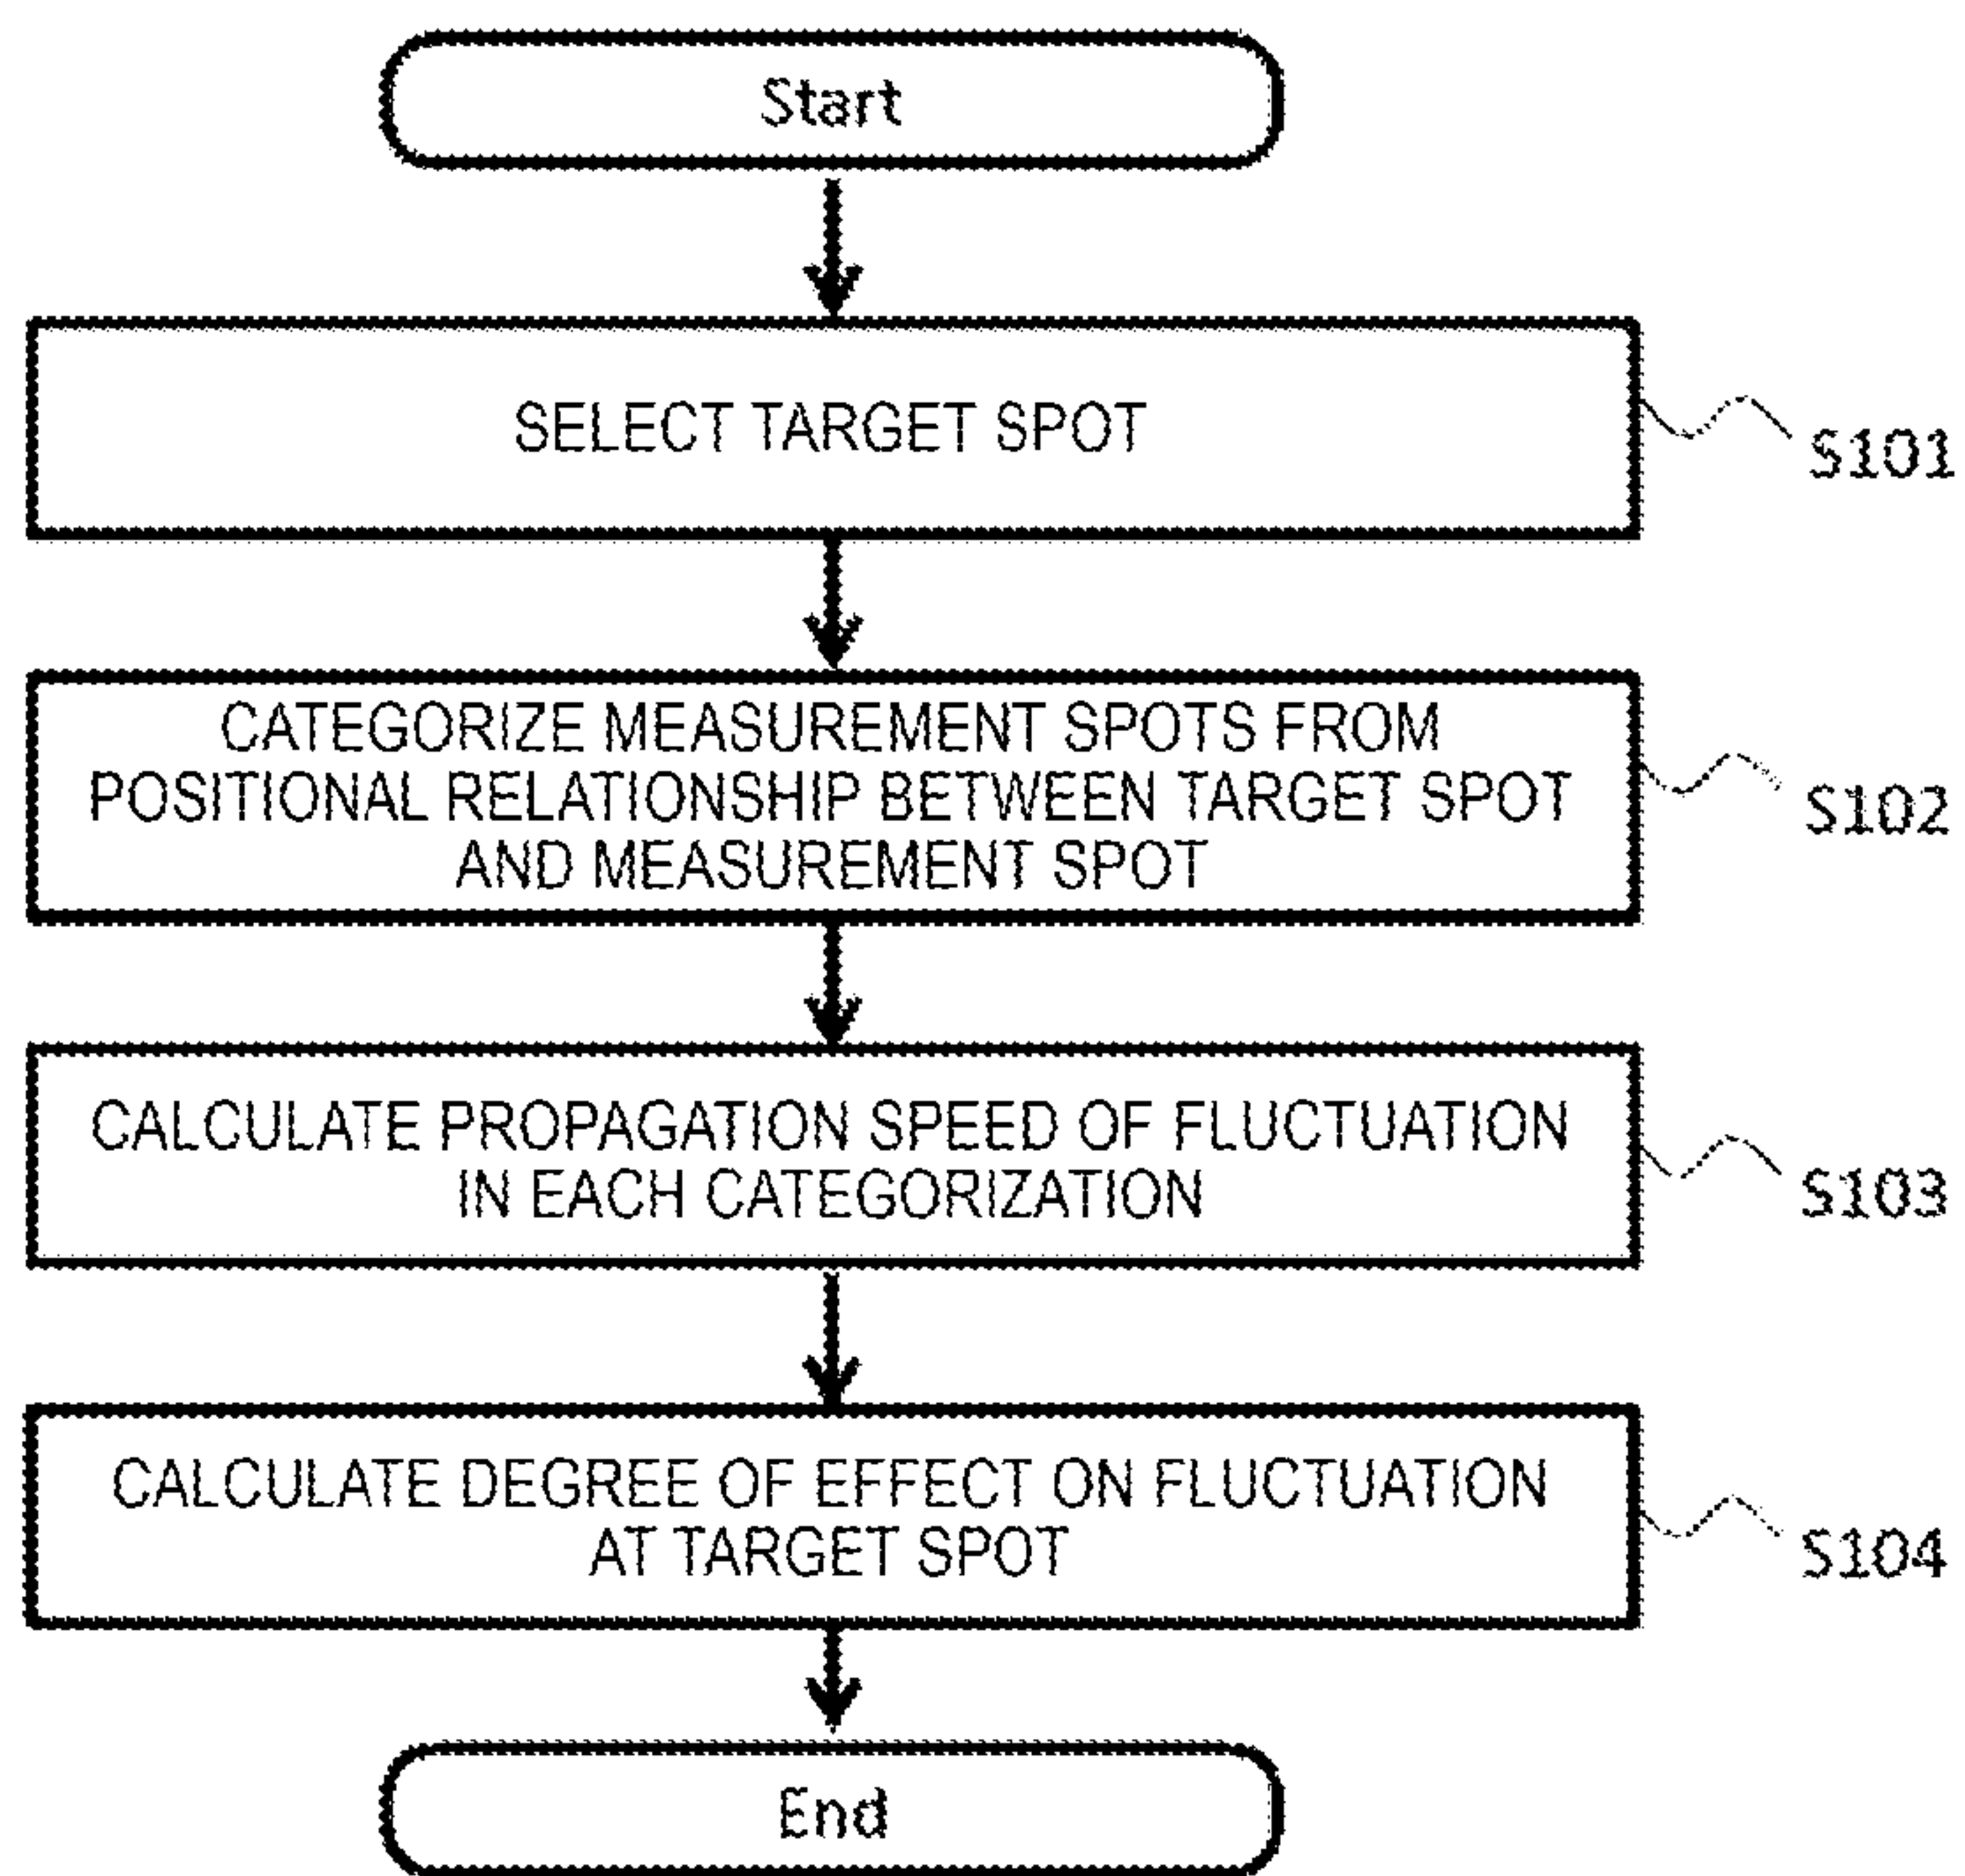 Start
SELECT TARGET SPOT
S101
CATEGORIZE MEASUREMENT SPOTS FROM
POSITIONAL RELATIONSHIP BETWEEN TARGET SPOT
AND MEASUREMENT SPOT
S102
CALCULATE PROPAGATION SPEED OF FLUCTUATION
IN EACH CATEGORIZATION
S103
CALCULATE DEGREE OF EFFECT ON FLUCTUATION
AT TARGET SPOT
S104
End